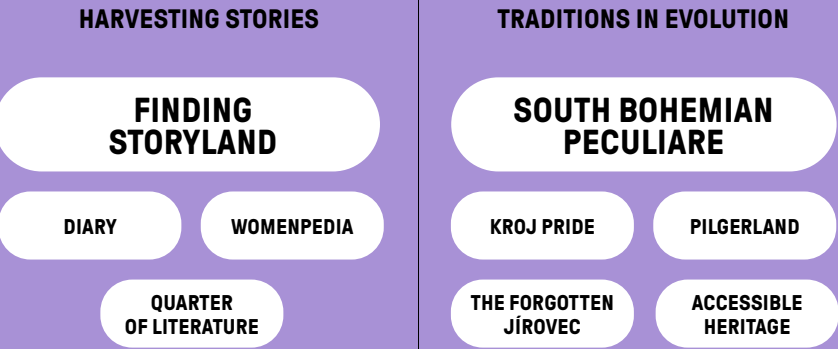 HARVESTING STORIES
FINDING
STORYLAND
DIARY
WOMENPEDIA
QUARTER
OF LITERATURE
TRADITIONS IN EVOLUTION
SOUTH BOHEMIAN
PECULIARE
KROJ PRIDE
PILGERLAND
THE FORGOTTEN
JÍROVEC
ACCESSIBLE
HERITAGE